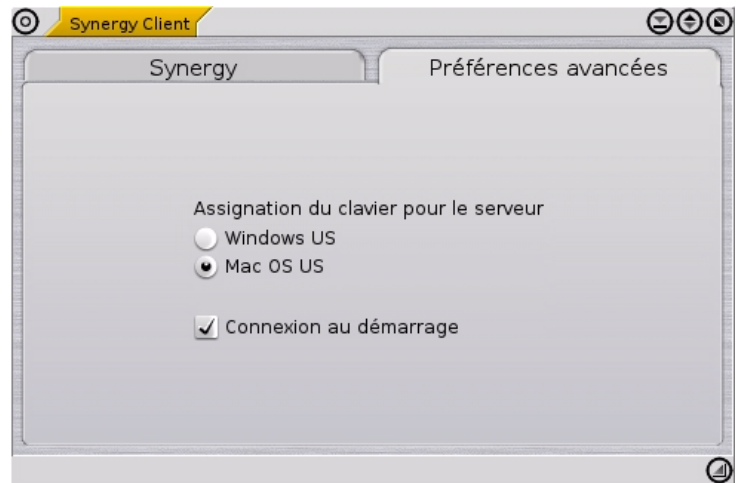 Synergy Client
Synergy
Préférences avancées
Assignation du clavier pour le serveur
Windows US
Mac OS US
Connexion au démarrage